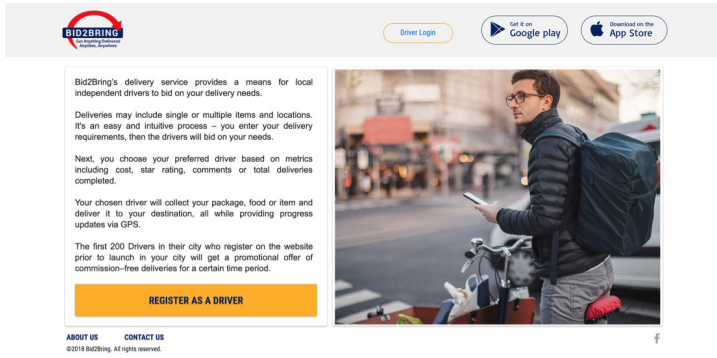 BID2BRING
Get Anything Delivered
Anytime, Anywhere
Driver Login
Get it on
Google play
Download on the
App Store
Bid2Bring's delivery service provides a means for local
independent drivers to bid on your delivery needs.
Deliveries may include single or multiple items and locations.
It's an easy and intuitive process – you enter your delivery
requirements, then the drivers will bid on your needs.
Next, you choose your preferred driver based on metrics
including cost, star rating, comments or total deliveries
completed.
Your chosen driver will collect your package, food or item and
deliver it to your destination, all while providing progress
updates via GPS.
The first 200 Drivers in their city who register on the website
prior to launch in your city will get a promotional offer of
commission–free deliveries for a certain time period.
REGISTER AS A DRIVER
ABOUT US CONTACT US
©2018 Bid2Bring. All rights reserved.